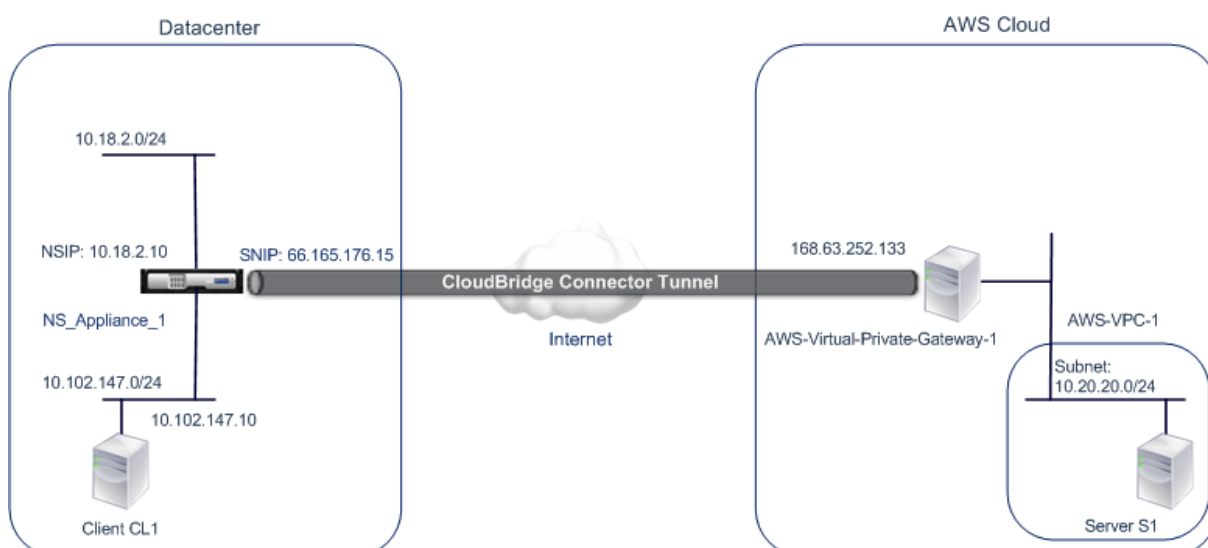 Datacenter
AWS Cloud
10.18.2.0/24
NSIP: 10.18.2.10
SNIP: 66.165.176.15
168.63.252.133
CloudBridge Connector Tunnel
NS_Appliance_1
Internet
AWS-Virtual-Private-Gateway-1
AWS-VPC-1
10.102.147.0/24
10.102.147.10
Subnet:
10.20.20.0/24
Client CL1
Server S1